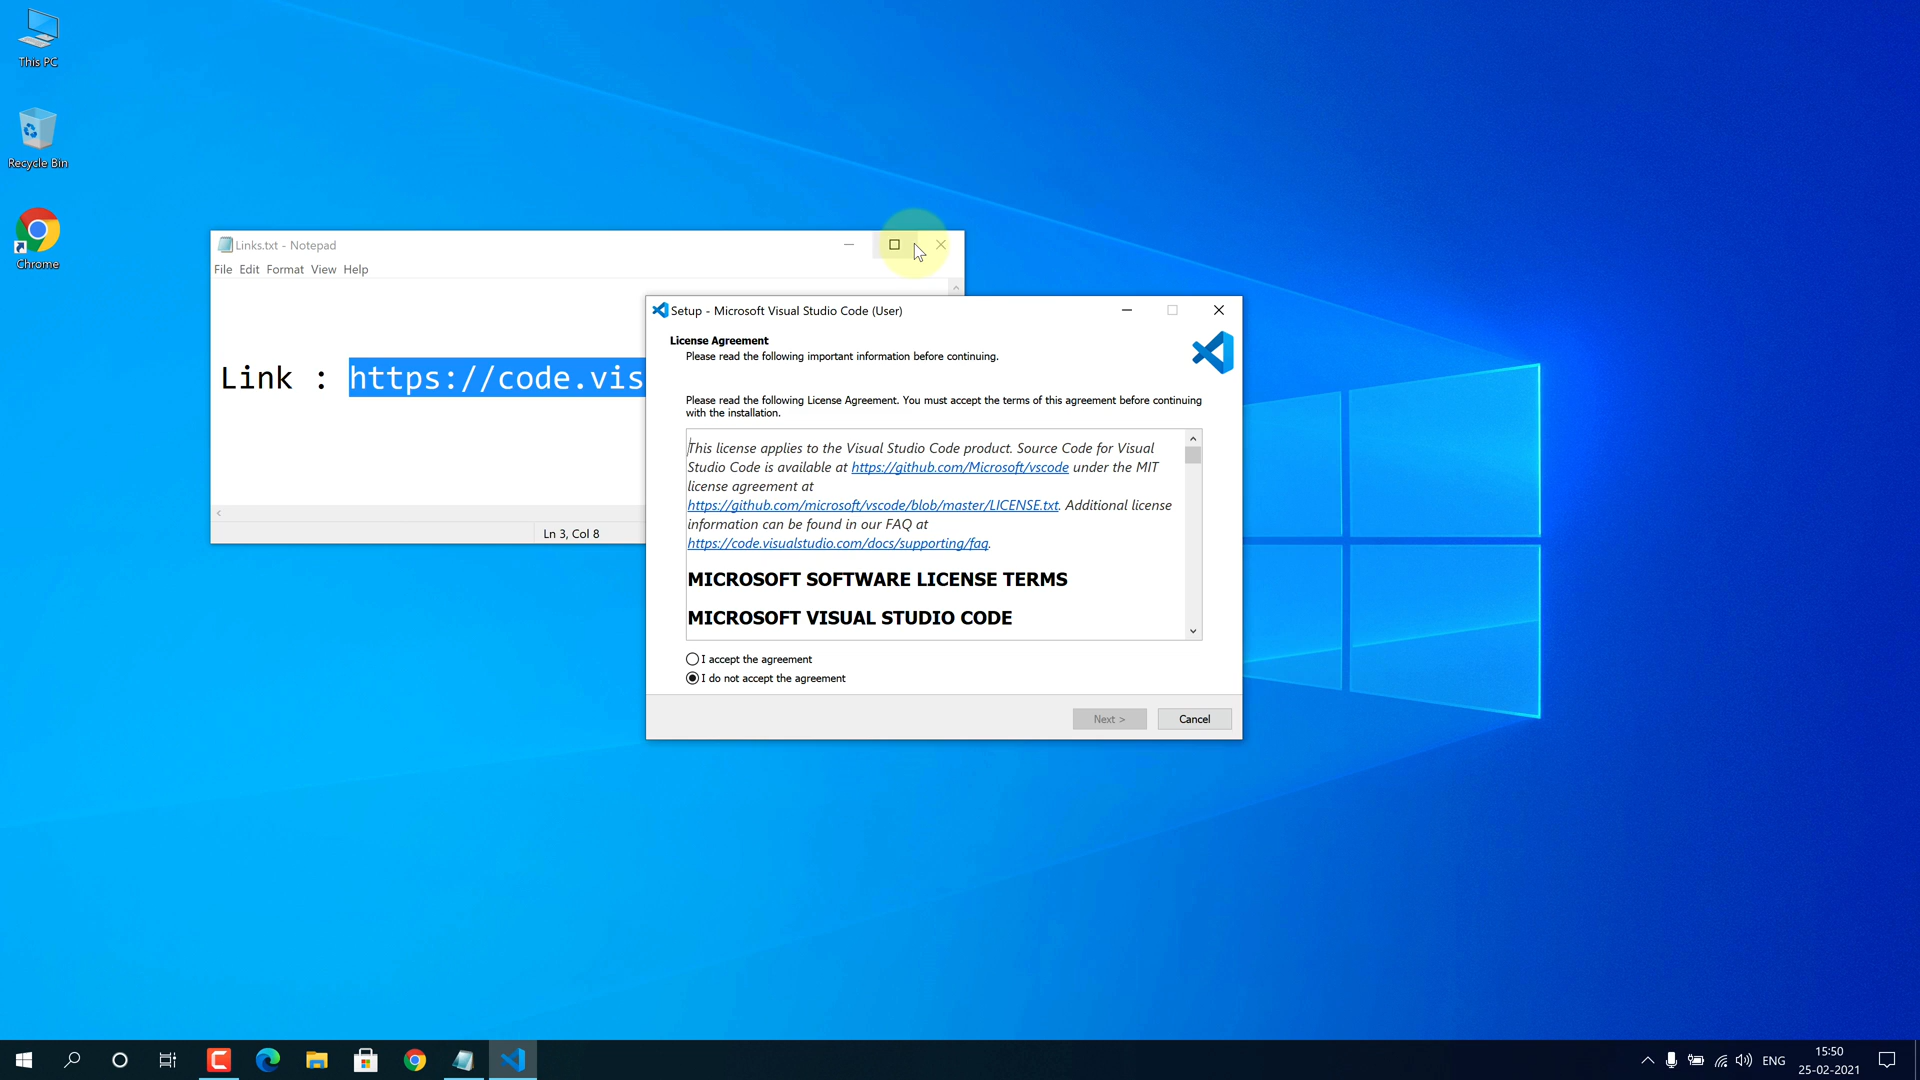 This PC
Recycle Bin
Chrome
Links.txt - Notepad
File Edit Format View Help
Link : https://code.vis
Ln 3, Col 8
Setup - Microsoft Visual Studio Code (User)
License Agreement
Please read the following important information before continuing.
Please read the following License Agreement. You must accept the terms of this agreement before continuing
with the installation.
This license applies to the Visual Studio Code product. Source Code for Visual
Studio Code is available at https://github.com/Microsoft/vscode under the MIT
license agreement at
https://github.com/microsoft/vscode/blob/master/LICENSE.txt. Additional license
information can be found in our FAQ at
https://code.visualstudio.com/docs/supporting/faq.
MICROSOFT SOFTWARE LICENSE TERMS
MICROSOFT VISUAL STUDIO CODE
I accept the agreement
I do not accept the agreement
Next >
Cancel
ENG
15:50
25-02-2021